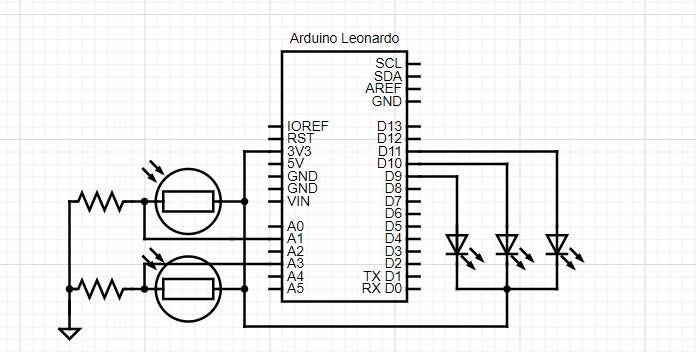 Arduino Leonardo
SCL
SDA
AREF
GND
IOREF D13
RST D12
3V3 D11
5V D10
GND D9
GND D8
VIN D7
D6
A0 D5
A1 D4
A2 D3
A3 D2
A4 TX D1
A5 RX D0